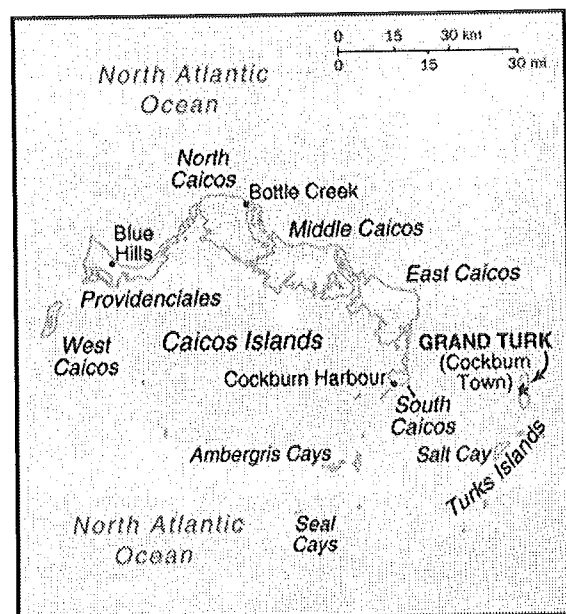 0 15 30 km
0 15 30 mi
North Atlantic
Ocean
North
Caicos
Bottle Creek
Blue
Hills
Middle Caicos
East Caicos
Providenciales
West
Caicos
Caicos Islands
GRAND TURK
(Cockburn
Town)
Cockburn Harbour
South
Caicos
Ambergris Cays
Salt Cay
Turks Islands
North Atlantic
Ocean
Seal
Cays